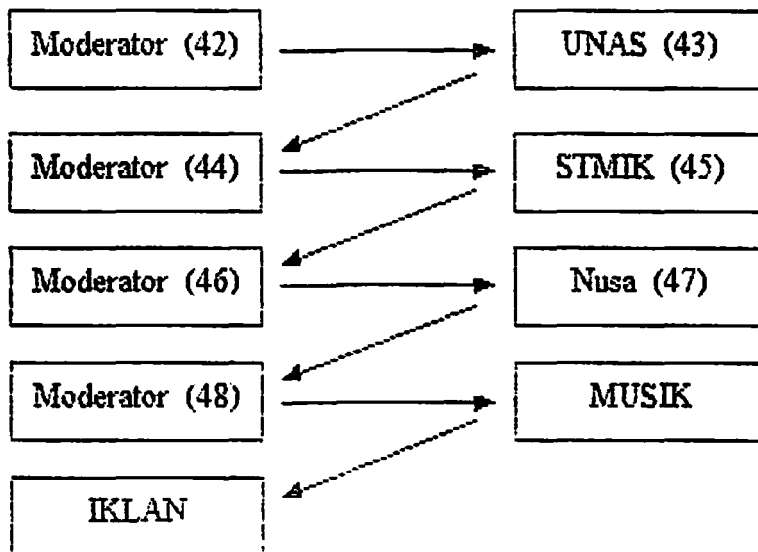 Moderator (42)
UNAS (43)
Moderator (44)
STMIK (45)
Moderator (46)
Nusa (47)
Moderator (48)
MUSIK
IKLAN